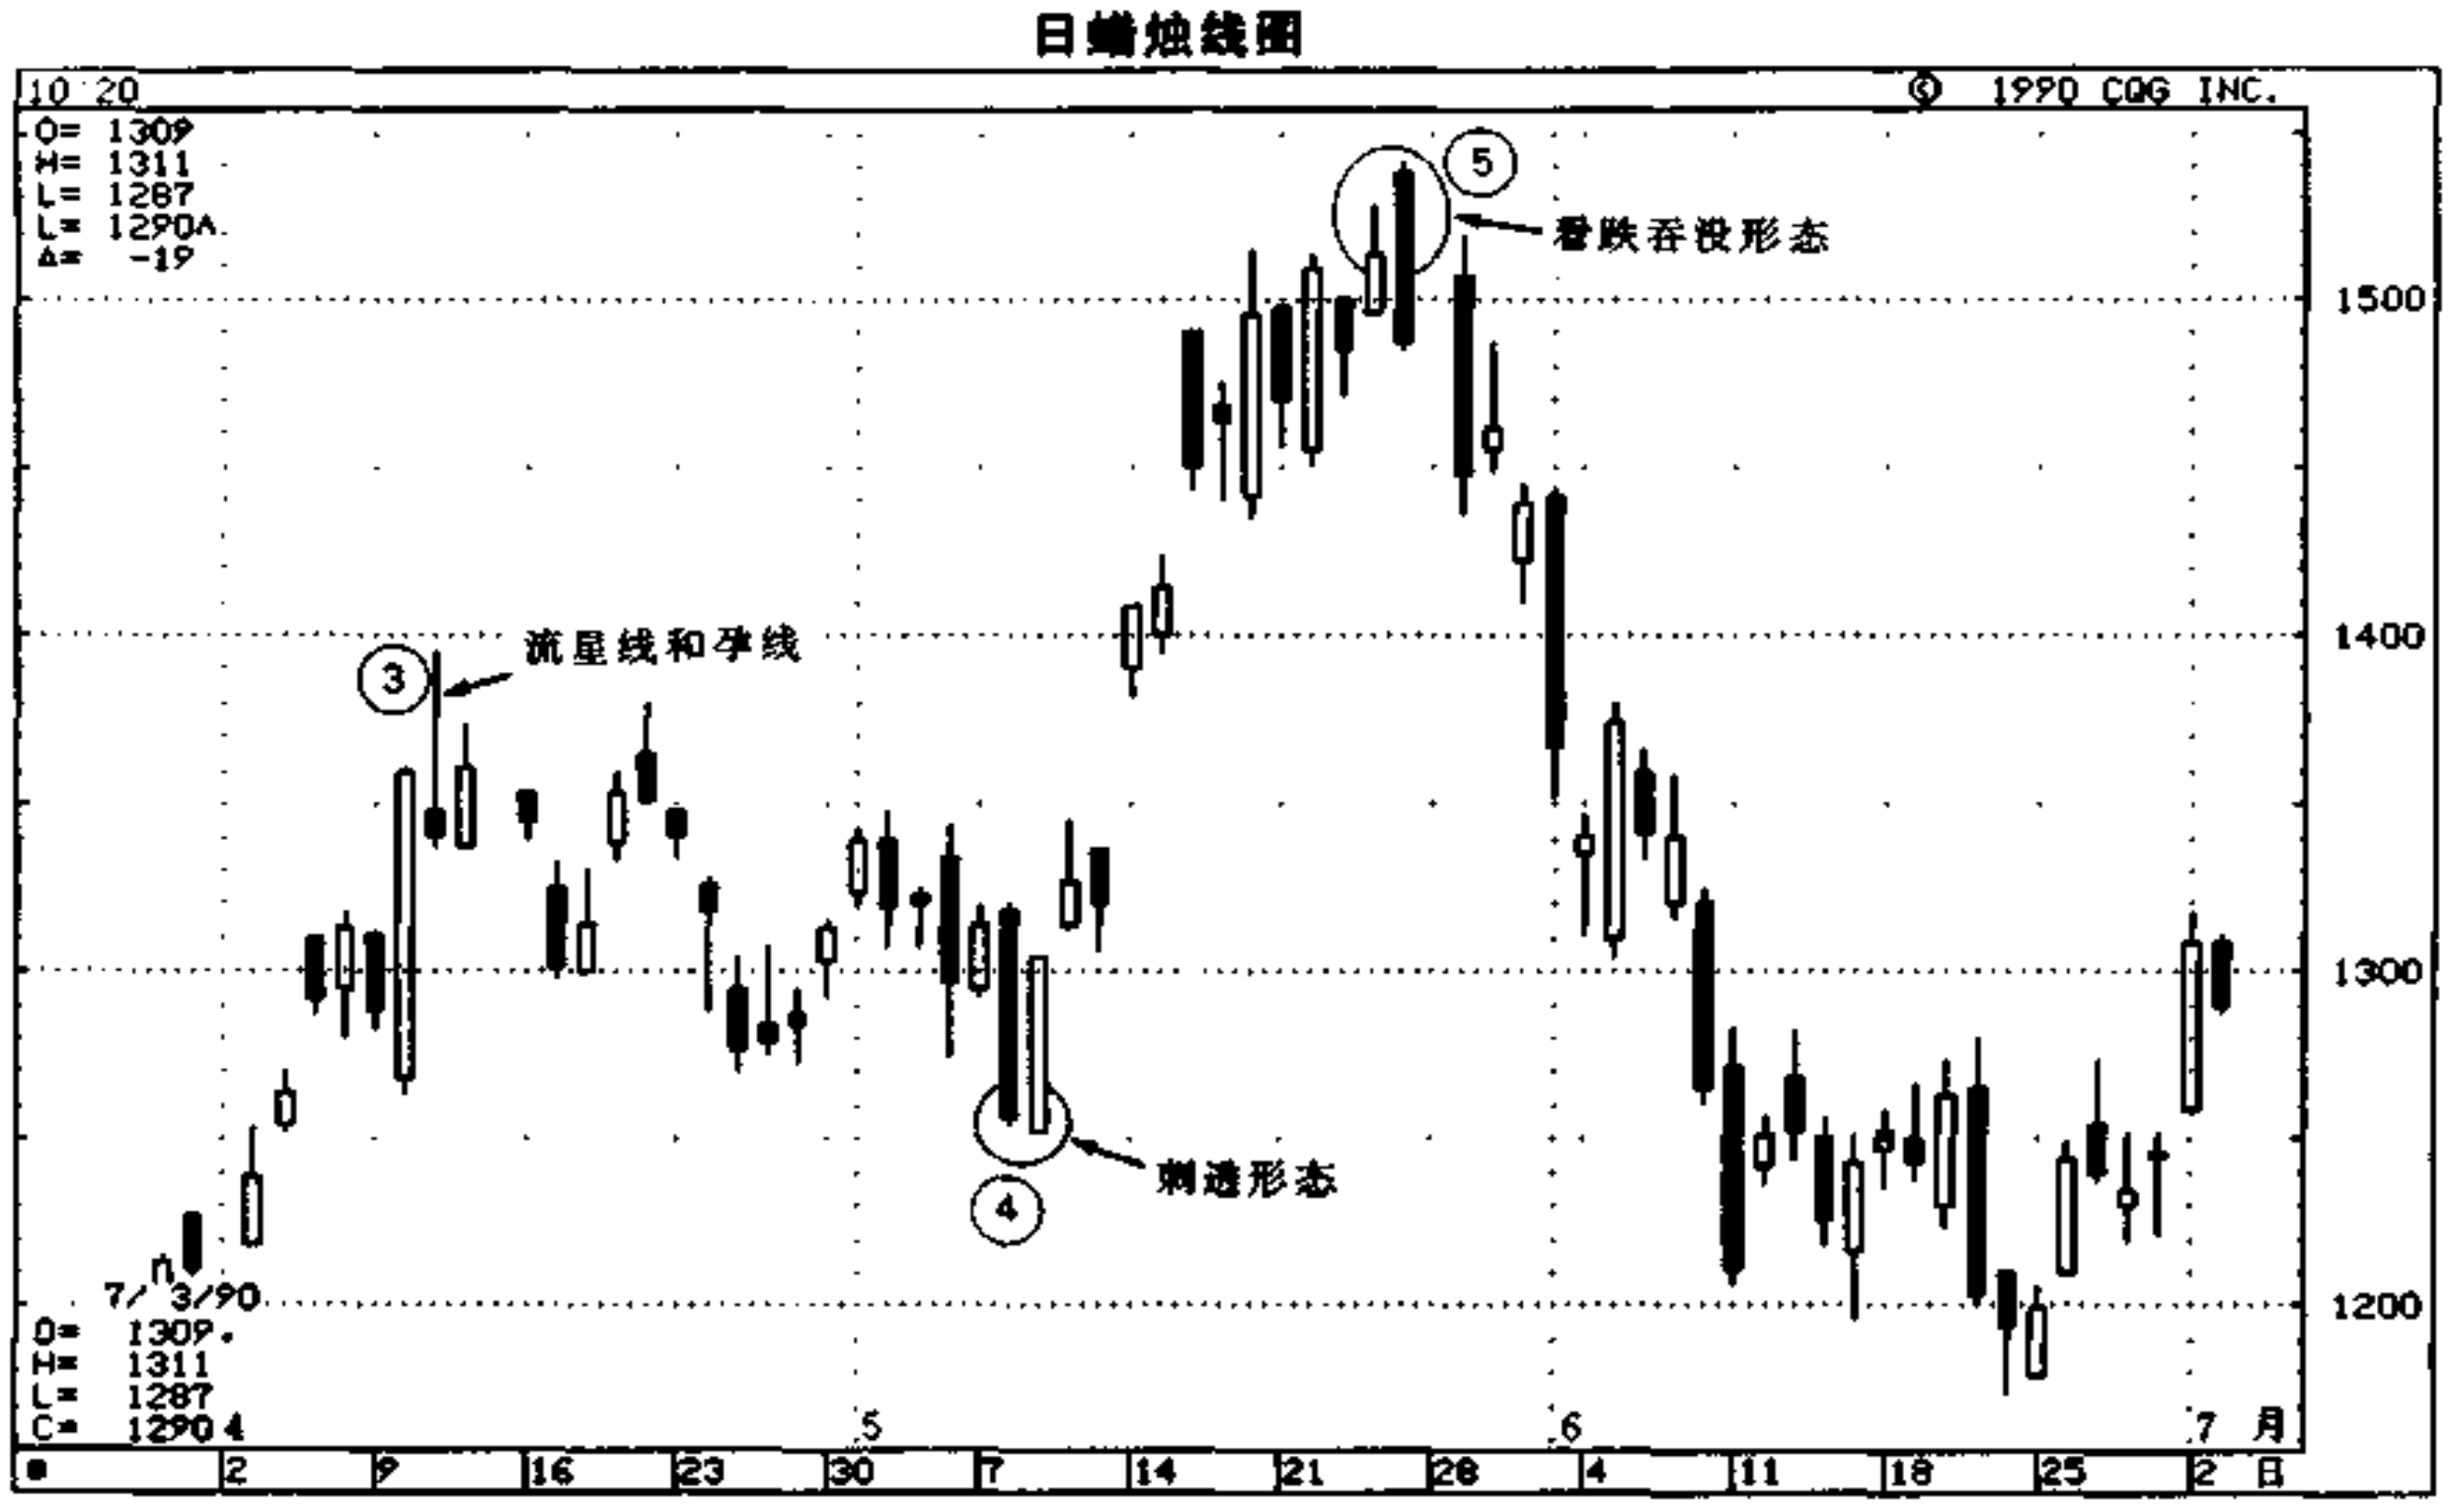 日蜡烛线图
10 20
© 1990 CQG INC.
O= 1309
H= 1311
L= 1287
L= 1290A
Δ= -19
⑤
看跌吞没形态
1500
流星线和孕线
③
1400
1300
刺透形态
④
1200
7/ 3/90
O= 1309.
H= 1311
L= 1287
C= 1290 4
5 6 7 月
2 9 16 23 30 7 14 21 28 4 11 18 25 2 日